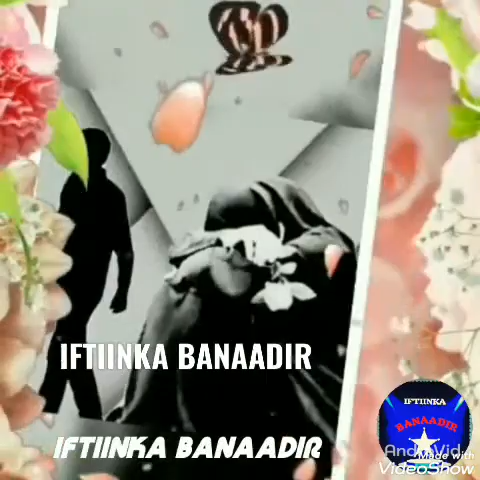 IFTIINKA BANAADIR
IFTIINKA BANAADIR
IFTIINKA
BANAADIR
Made with
VideoShow